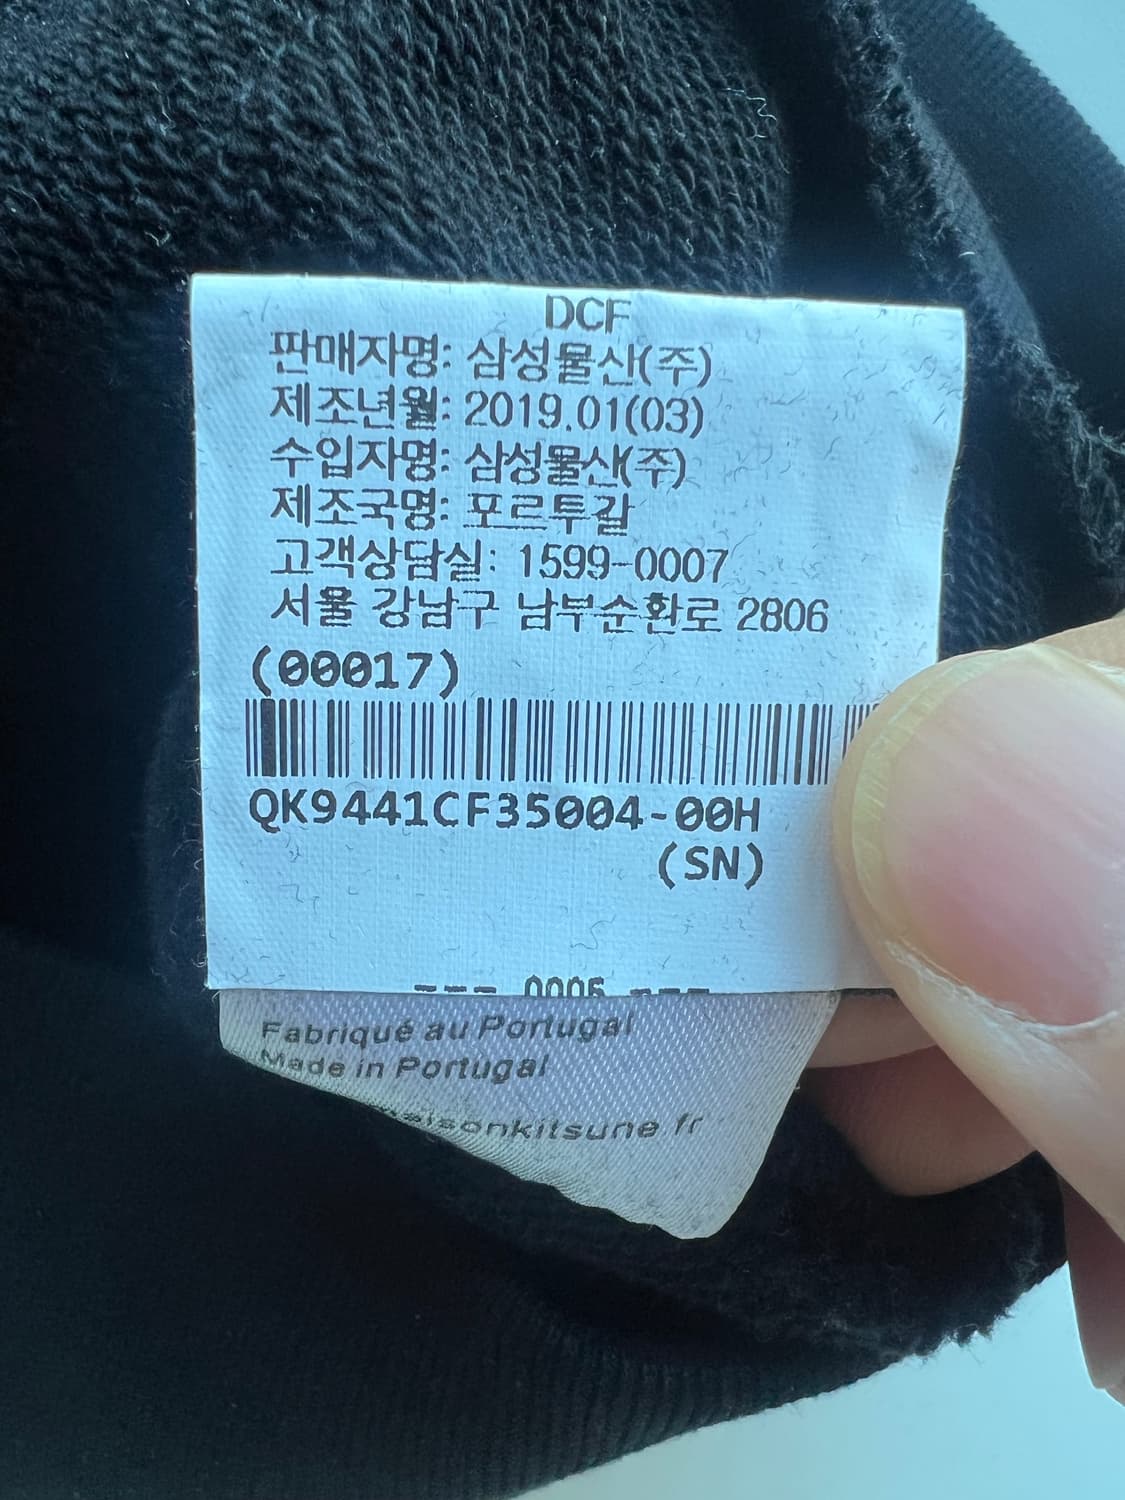 DCF
판매자명: 삼성물산(주)
제조년월: 2019.01(03)
수입자명: 삼성물산(주)
제조국명: 포르투갈
고객상담실: 1599-0007
서울 강남구 남부순환로 2806
(00017)
QK9441CF35004-00H
(SN)
--- 0005 ---
Fabriqué au Portugal
Made in Portugal
maisonkitsune.fr